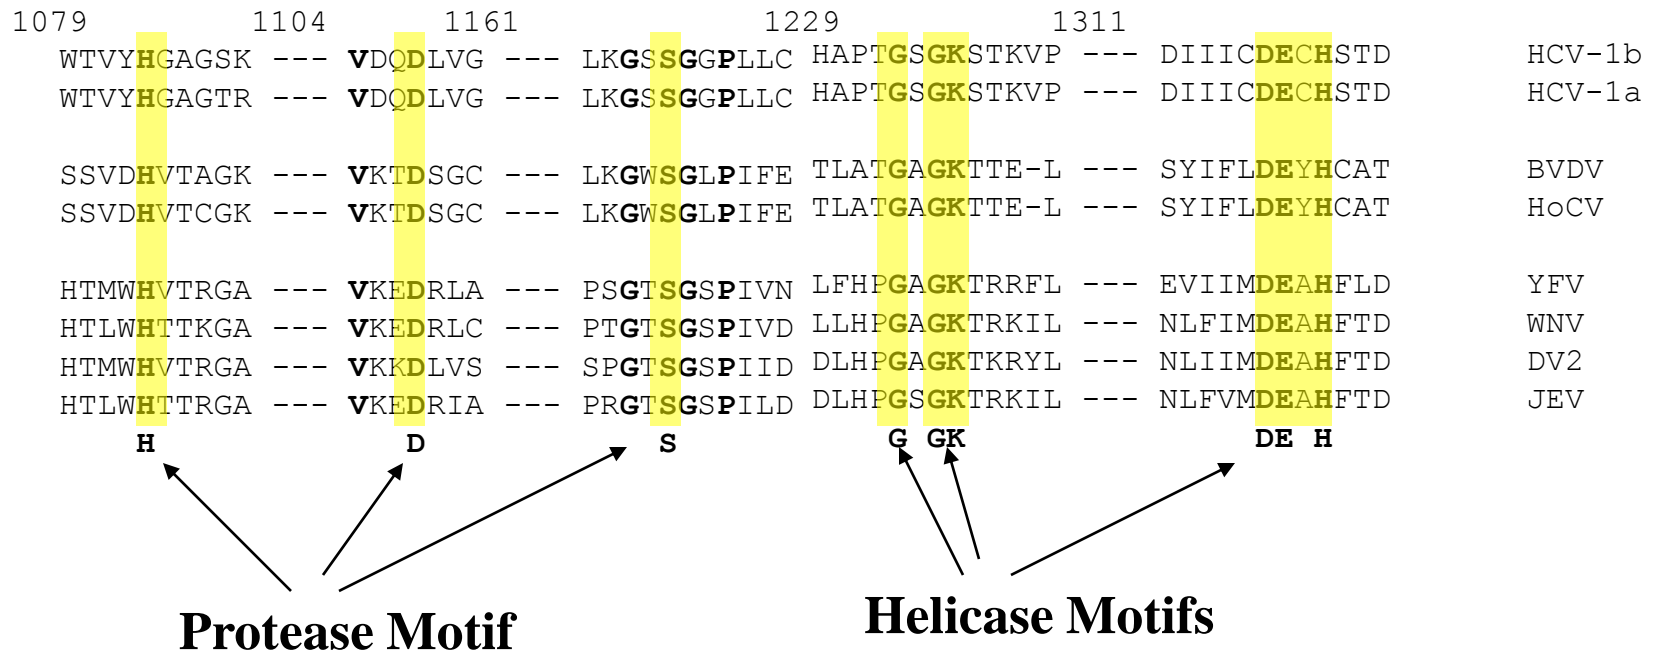 1079 1104 1161 1229 1311
WTVYHGAGSK --- VDQDLVG --- LKGSSGGPLLC HAPTGSGKSTKVP --- DIIICDECHSTD HCV-1b
WTVYHGAGTR --- VDQDLVG --- LKGSSGGPLLC HAPTGSGKSTKVP --- DIIICDECHSTD HCV-1a
SSVDHVTAGK --- VKTDSGC --- LKGWSGLPIFE TLATGAGKTTE-L --- SYIFLDEYHCAT BVDV
SSVDHVTCGK --- VKTDSGC --- LKGWSGLPIFE TLATGAGKTTE-L --- SYIFLDEYHCAT HoCV
HTMWHVTRGA --- VKEDRLA --- PSGTSGSPIVN LFHPGAGKTRRFL --- EVIIMDEAHFLD YFV
HTLWHTTKGA --- VKEDRLC --- PTGTSGSPIVD LLHPGAGKTRKIL --- NLFIMDEAHFTD WNV
HTMWHVTRGA --- VKKDLVS --- SPGTSGSPIID DLHPGAGKTKRYL --- NLIIMDEAHFTD DV2
HTLWHTTRGA --- VKEDRIA --- PRGTSGSPILD DLHPGSGKTRKIL --- NLFVMDEAHFTD JEV
H D S G GK DE H
Protease Motif Helicase Motifs